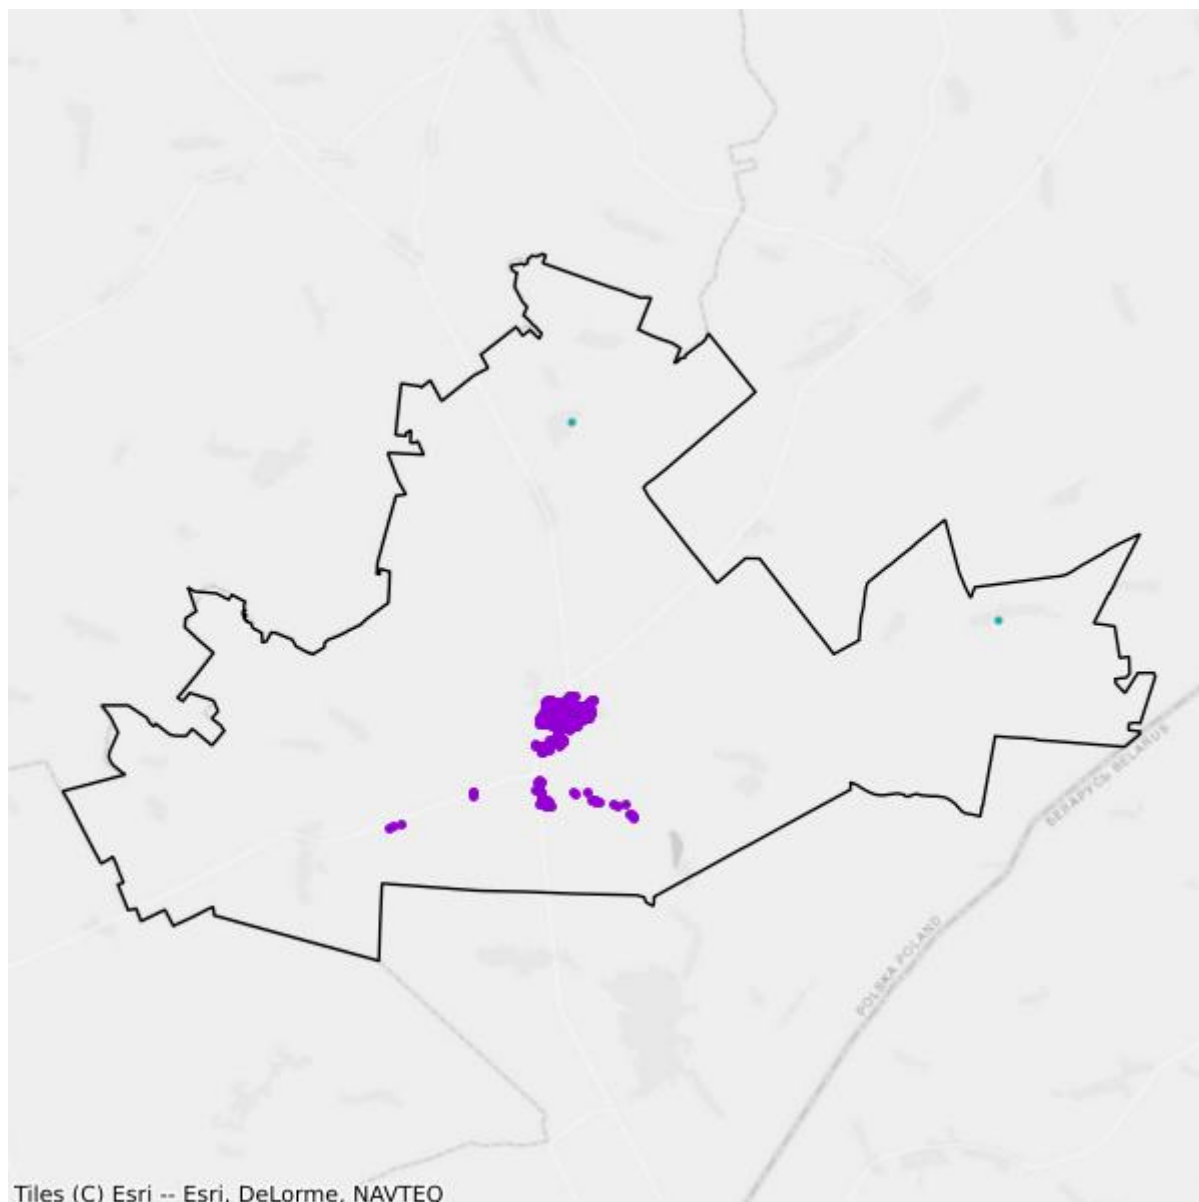 БЕЛАРУСЬ BELARUS
POLSKA POLAND
Tiles (C) Esri -- Esri, DeLorme, NAVTEQ